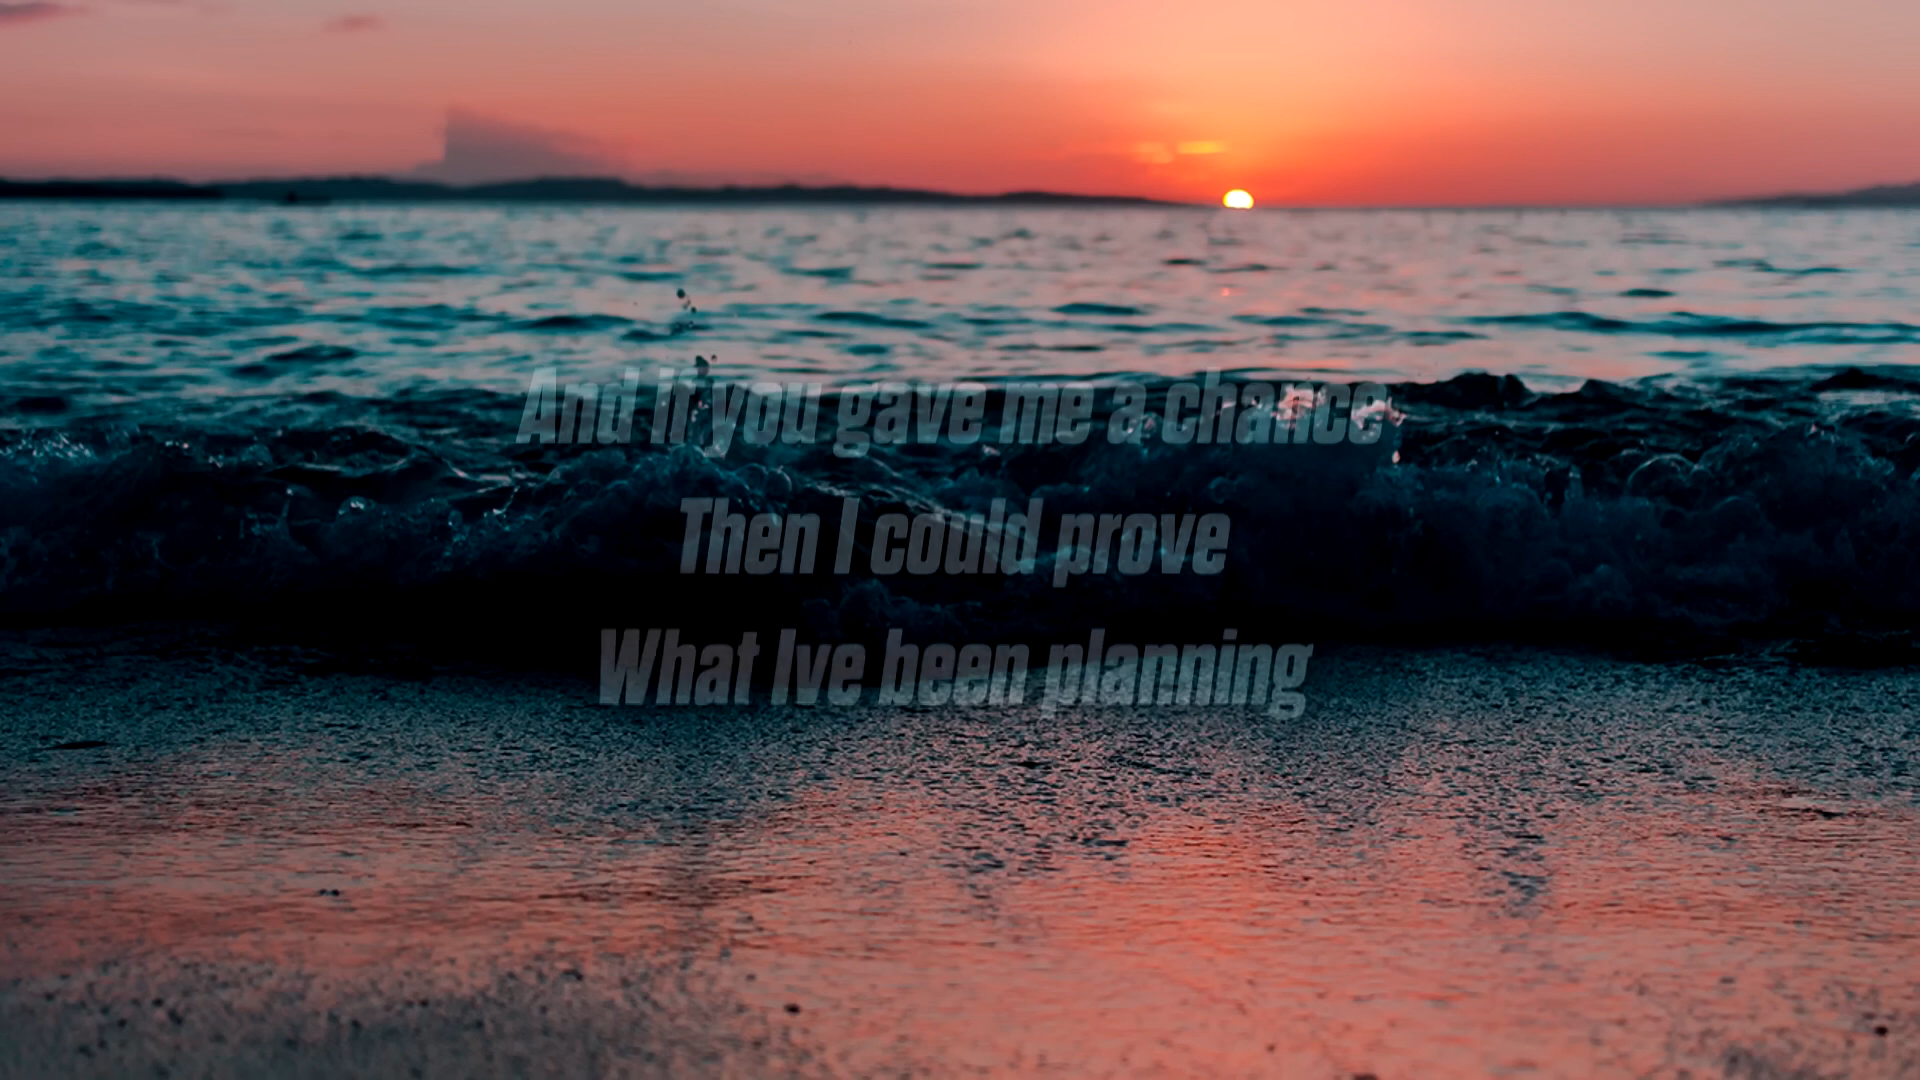 And if you gave me a chance
Then I could prove
What Ive been planning